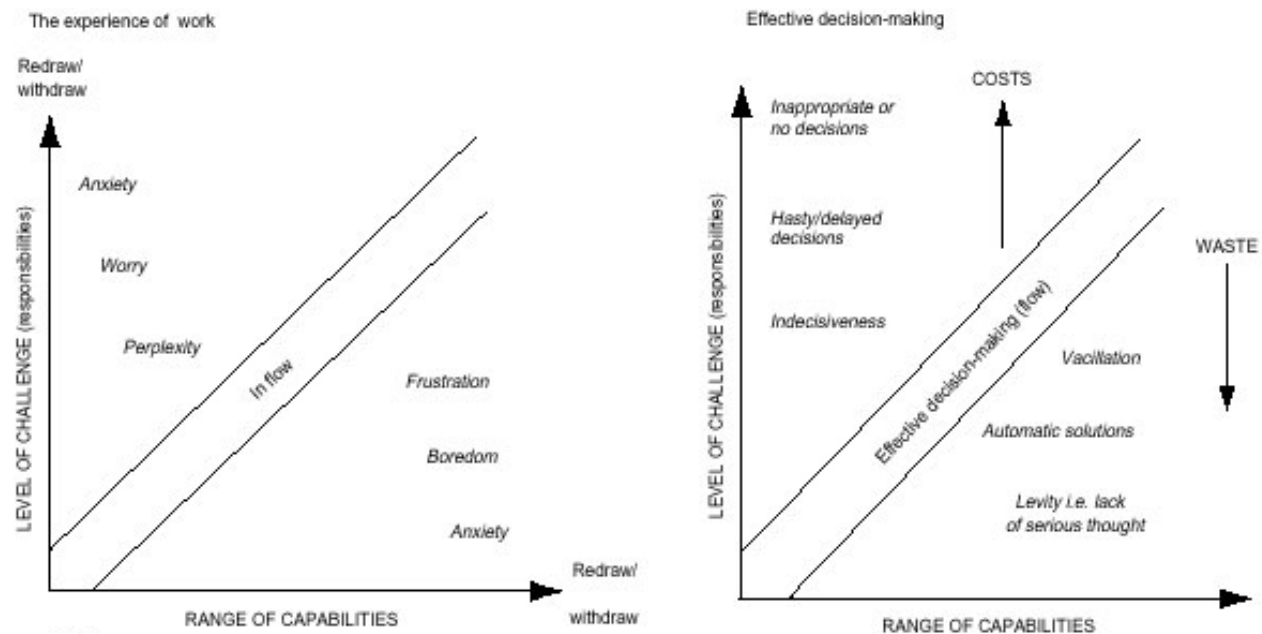 The experience of work
Redraw/
withdraw
Anxiety
Worry
Perplexity
In flow
Frustration
Boredom
Anxiety
LEVEL OF CHALLENGE (responsibilities)
Redraw/
withdraw
RANGE OF CAPABILITIES
Effective decision-making
COSTS
Inappropriate or
no decisions
Hasty/delayed
decisions
WASTE
Indecisiveness
Effective decision-making (flow)
Vacillation
Automatic solutions
Levity i.e. lack
of serious thought
LEVEL OF CHALLENGE (responsibilities)
RANGE OF CAPABILITIES